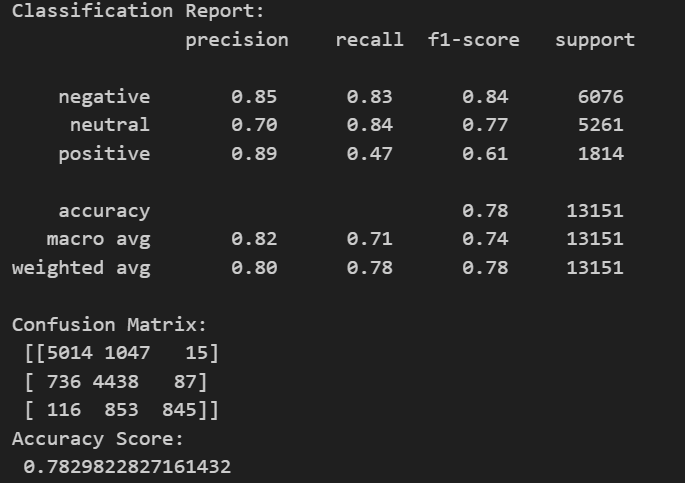 Classification Report:
precision recall f1-score support
negative 0.85 0.83 0.84 6076
neutral 0.70 0.84 0.77 5261
positive 0.89 0.47 0.61 1814
accuracy 0.78 13151
macro avg 0.82 0.71 0.74 13151
weighted avg 0.80 0.78 0.78 13151
Confusion Matrix:
[[5014 1047 15]
[ 736 4438 87]
[ 116 853 845]]
Accuracy Score:
0.7829822827161432